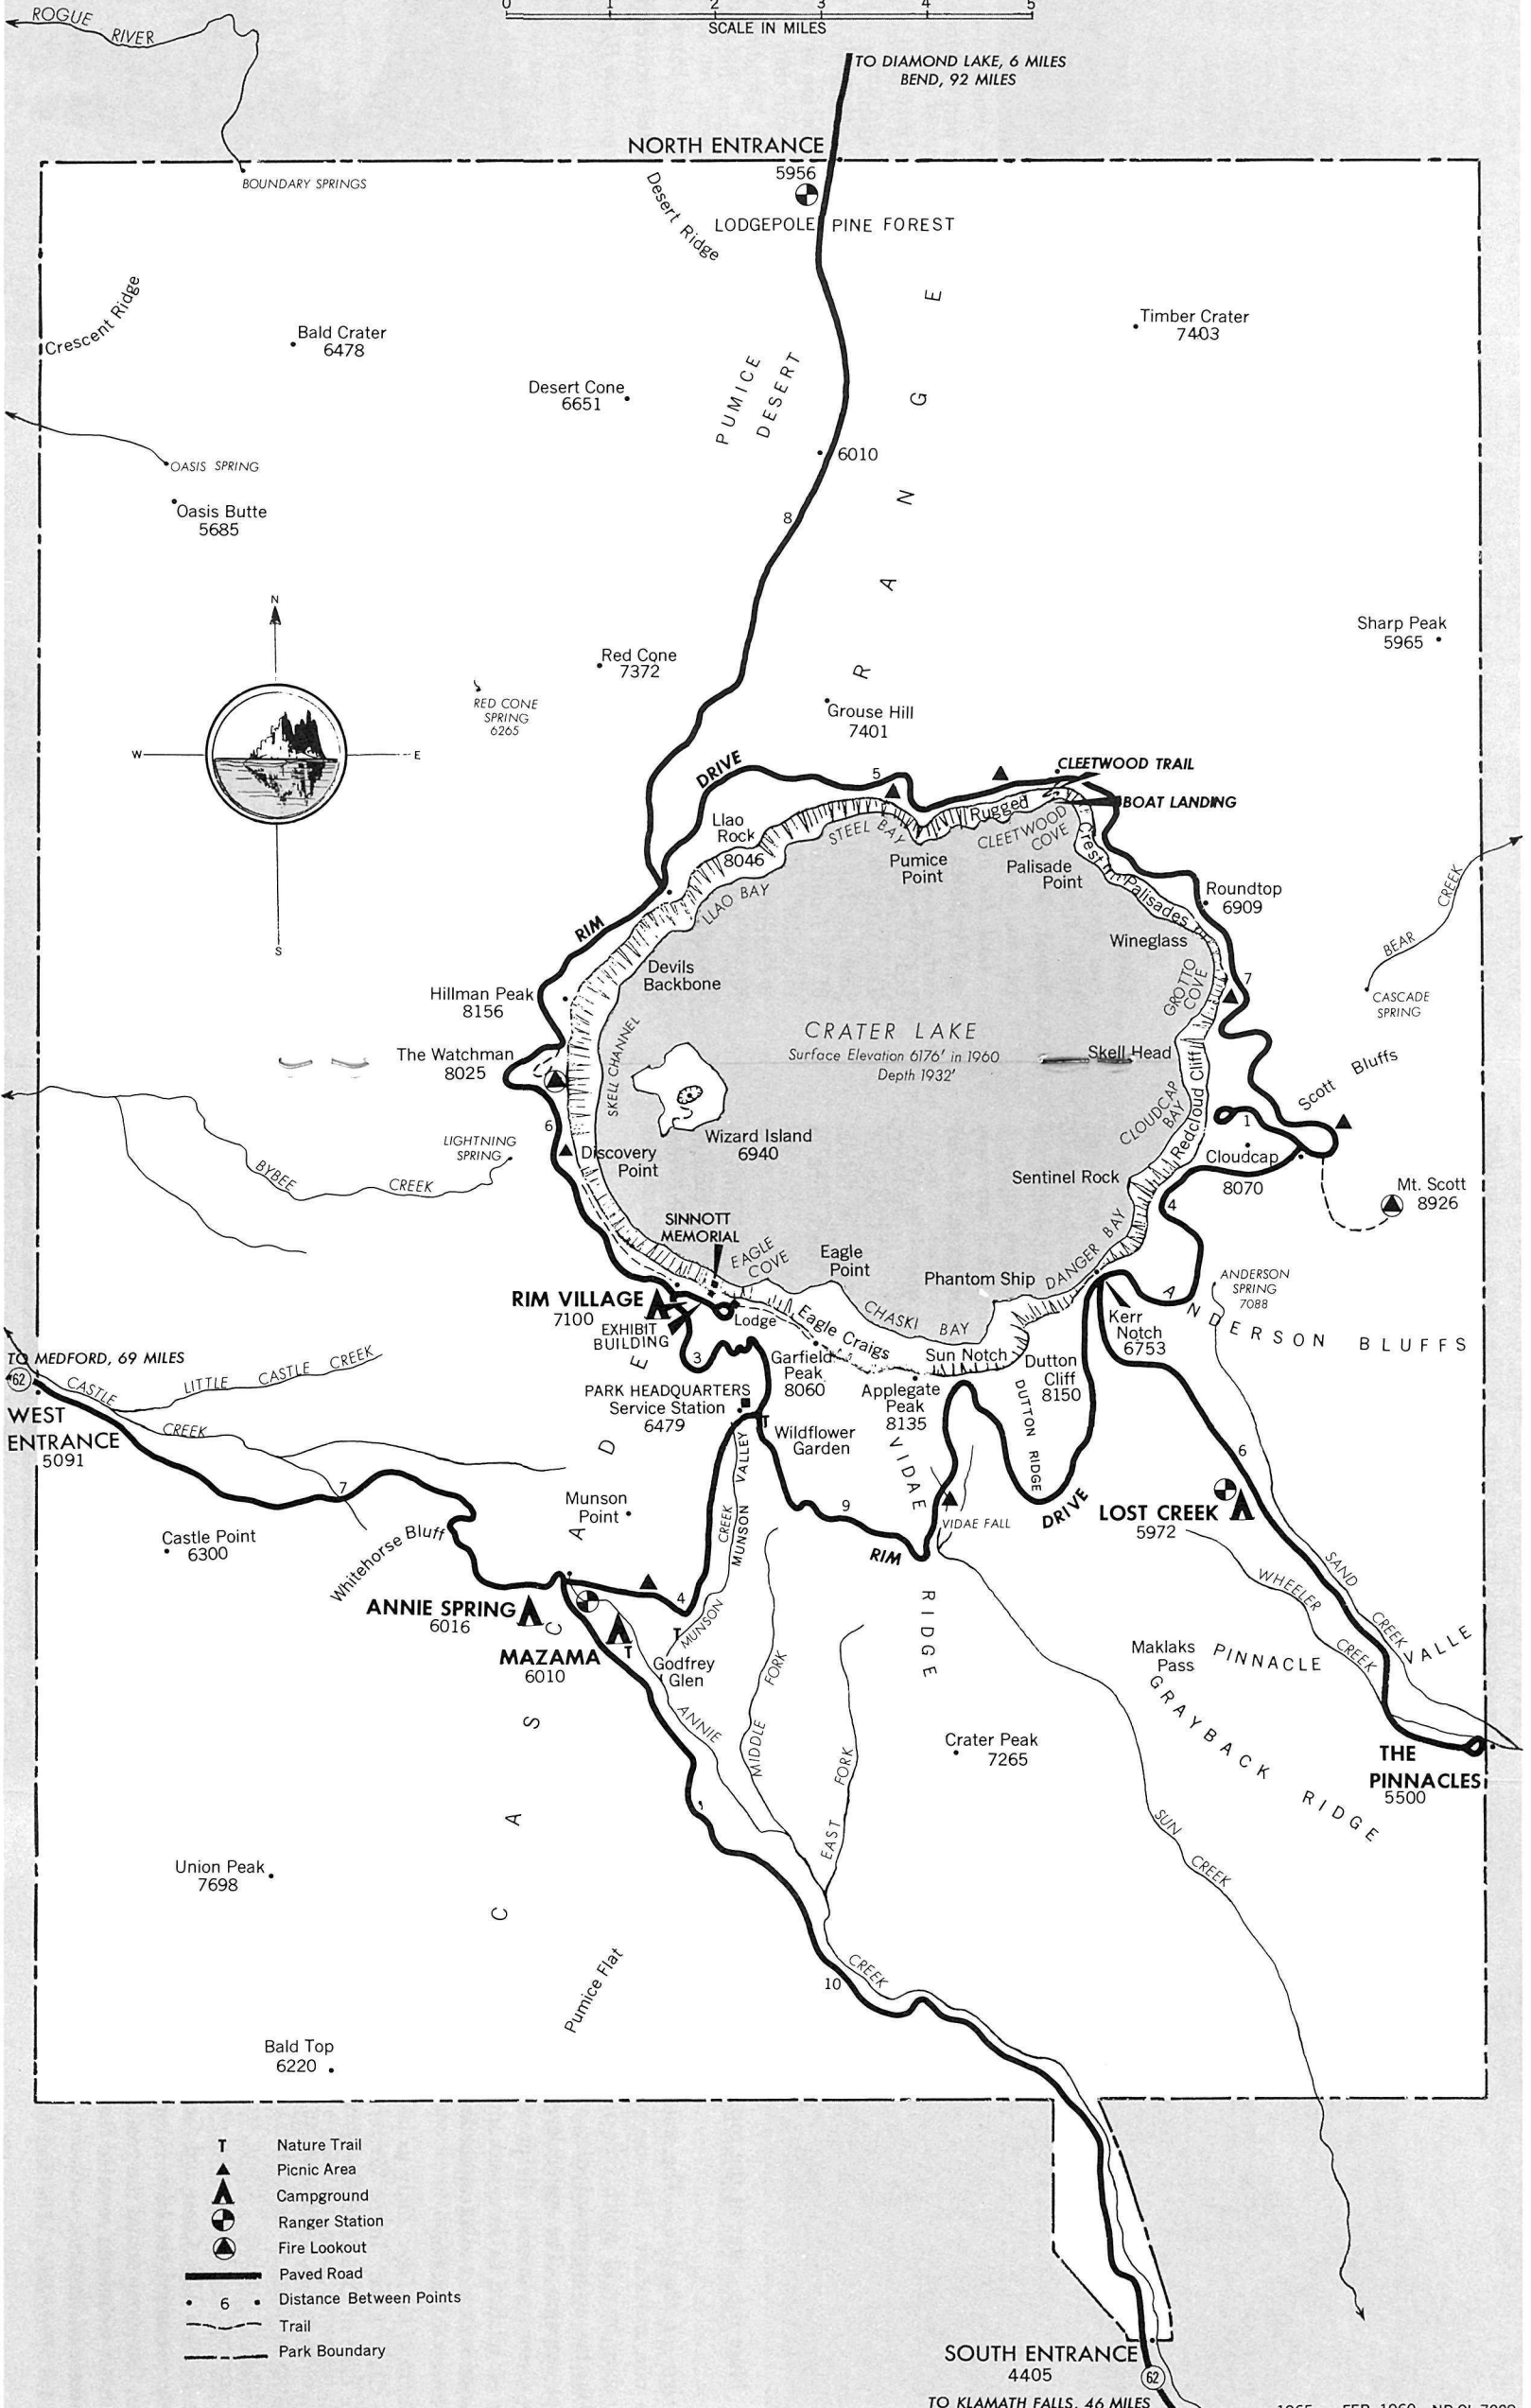 0 1 2 3 4 5
SCALE IN MILES
ROGUE
RIVER
TO DIAMOND LAKE, 6 MILES
BEND, 92 MILES
NORTH ENTRANCE
5956
BOUNDARY SPRINGS
Desert Ridge
LODGEPOLE PINE FOREST
Crescent Ridge
Bald Crater
6478
Timber Crater
7403
Desert Cone
6651
PUMICE
DESERT
6010
OASIS SPRING
Oasis Butte
5685
8
CASCADE RANGE
N
W
E
S
Sharp Peak
5965
Red Cone
7372
RED CONE
SPRING
6265
Grouse Hill
7401
DRIVE
5
CLEETWOOD TRAIL
BOAT LANDING
Rugged
Crest
Llao
Rock
8046
STEEL BAY
CLEETWOOD
COVE
Pumice
Point
Palisade
Point
LLAO BAY
Palisades
Roundtop
6909
CREEK
BEAR
RIM
Wineglass
Devils
Backbone
GROTTO
COVE
7
CASCADE
SPRING
Hillman Peak
8156
CRATER LAKE
Surface Elevation 6176' in 1960
Depth 1932'
Skell Head
The Watchman
8025
SKELL CHANNEL
Scott Bluffs
CLOUDCAP
BAY
Redcloud Cliff
1
6
Wizard Island
6940
LIGHTNING
SPRING
Discovery
Point
BYBEE
CREEK
Cloudcap
8070
Sentinel Rock
Mt. Scott
8926
4
SINNOTT
MEMORIAL
EAGLE
COVE
Eagle
Point
Phantom Ship
DANGER BAY
ANDERSON
SPRING
7088
RIM VILLAGE
7100
EXHIBIT
BUILDING
Lodge
Eagle Craigs
CHASKI BAY
Kerr
Notch
6753
ANDERSON BLUFFS
TO MEDFORD, 69 MILES
62
LITTLE CASTLE CREEK
CASTLE
CREEK
3
Garfield
Peak
8060
Sun Notch
Dutton
Cliff
8150
WEST
ENTRANCE
5091
PARK HEADQUARTERS
Service Station
6479
T
Applegate
Peak
8135
DUTTON RIDGE
Wildflower
Garden
VIDAE
RIDGE
6
7
Munson
Point
CREEK
MUNSON VALLEY
9
VIDAE FALL
DRIVE
LOST CREEK
5972
Castle Point
6300
Whitehorse Bluff
RIM
SAND
CREEK
WHEELER
CREEK
4
ANNIE SPRING
6016
MAZAMA
6010
T
T
MUNSON
Godfrey
Glen
Maklaks
Pass
PINNACLE VALLE
GRAYBACK RIDGE
ANNIE
MIDDLE FORK
EAST FORK
Crater Peak
7265
THE
PINNACLES
5500
SUN
CREEK
Union Peak
7698
Pumice Flat
CREEK
10
Bald Top
6220
T Nature Trail
Picnic Area
Campground
Ranger Station
Fire Lookout
Paved Road
6 Distance Between Points
Trail
Park Boundary
SOUTH ENTRANCE
4405
62
TO KLAMATH FALLS, 46 MILES